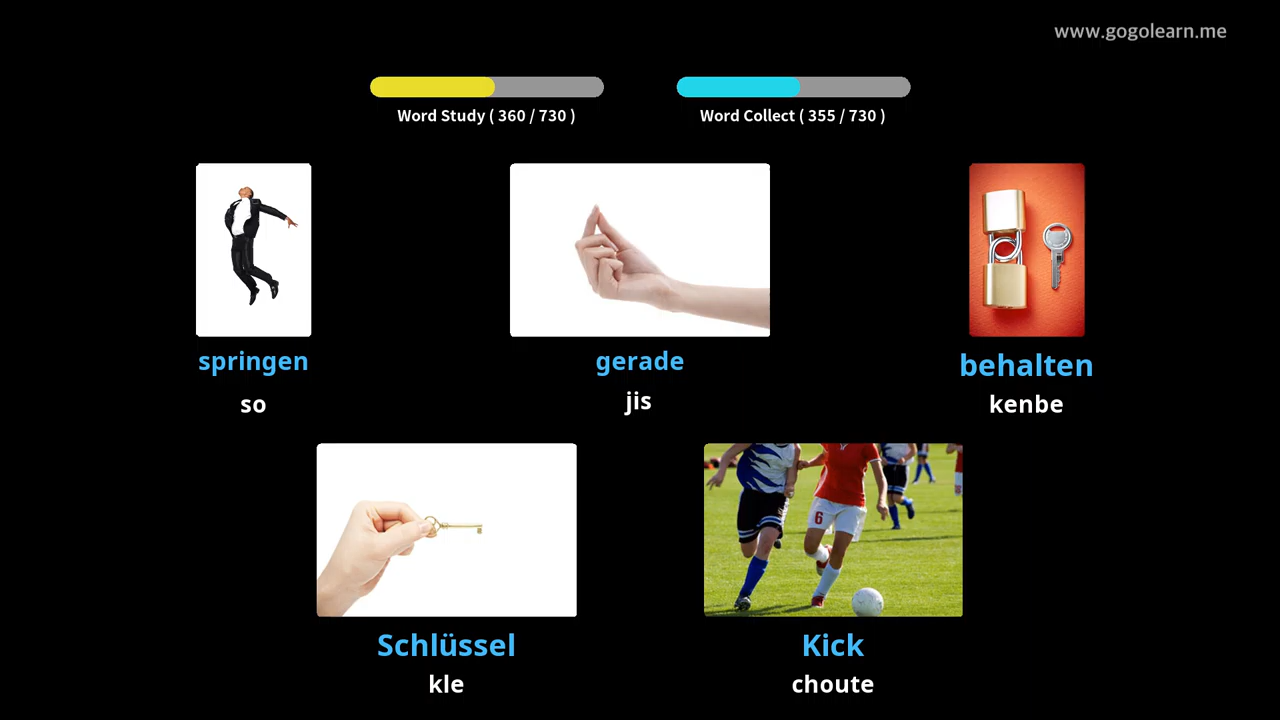 www.gogolearn.me
Word Study ( 360 / 730 )
Word Collect ( 355 / 730 )
springen
so
gerade
jis
behalten
kenbe
6
Schlüssel
kle
Kick
choute